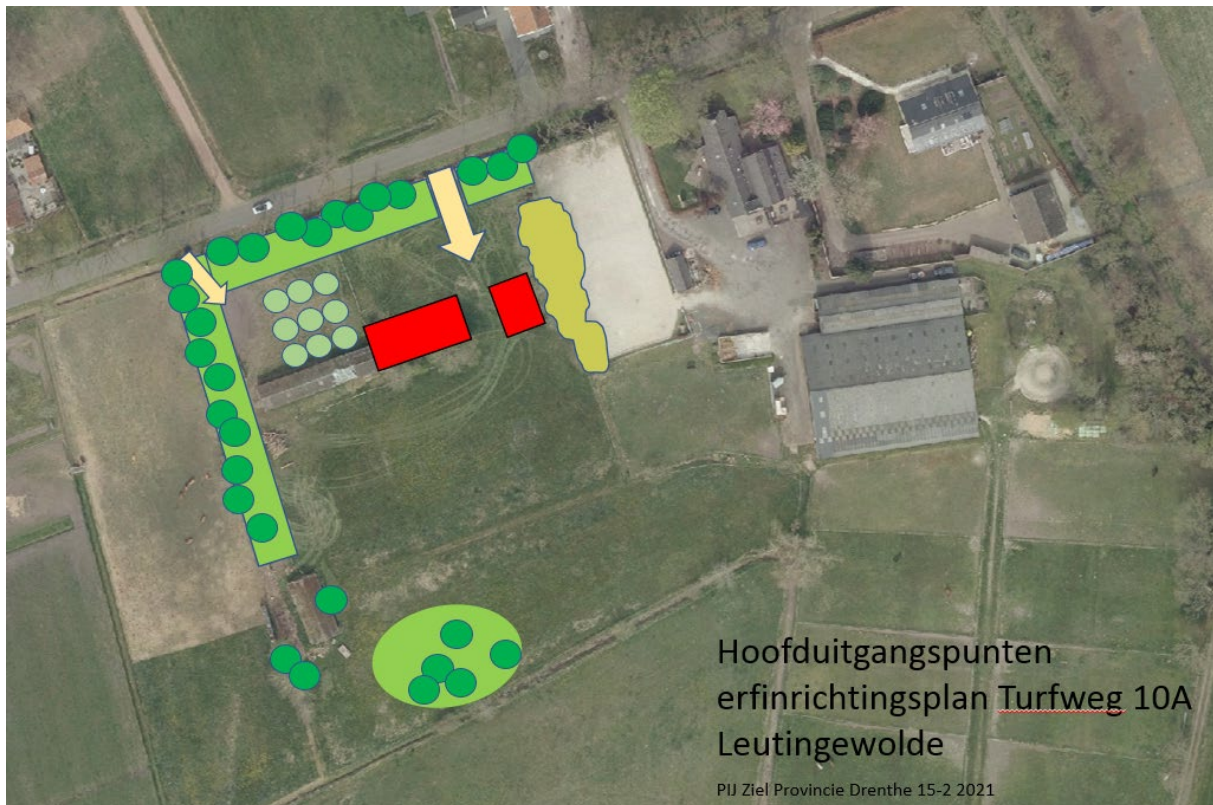 Hoofduitgangspunten
erfinrichtingsplan Turfweg 10A
Leutingewolde
PIJ Ziel Provincie Drenthe 15-2 2021